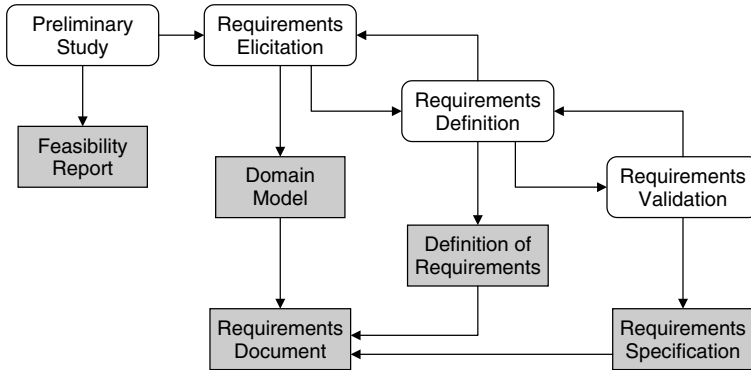 Preliminary
Study
Requirements
Elicitation
Requirements
Definition
Feasibility
Report
Domain
Model
Requirements
Validation
Definition of
Requirements
Requirements
Document
Requirements
Specification